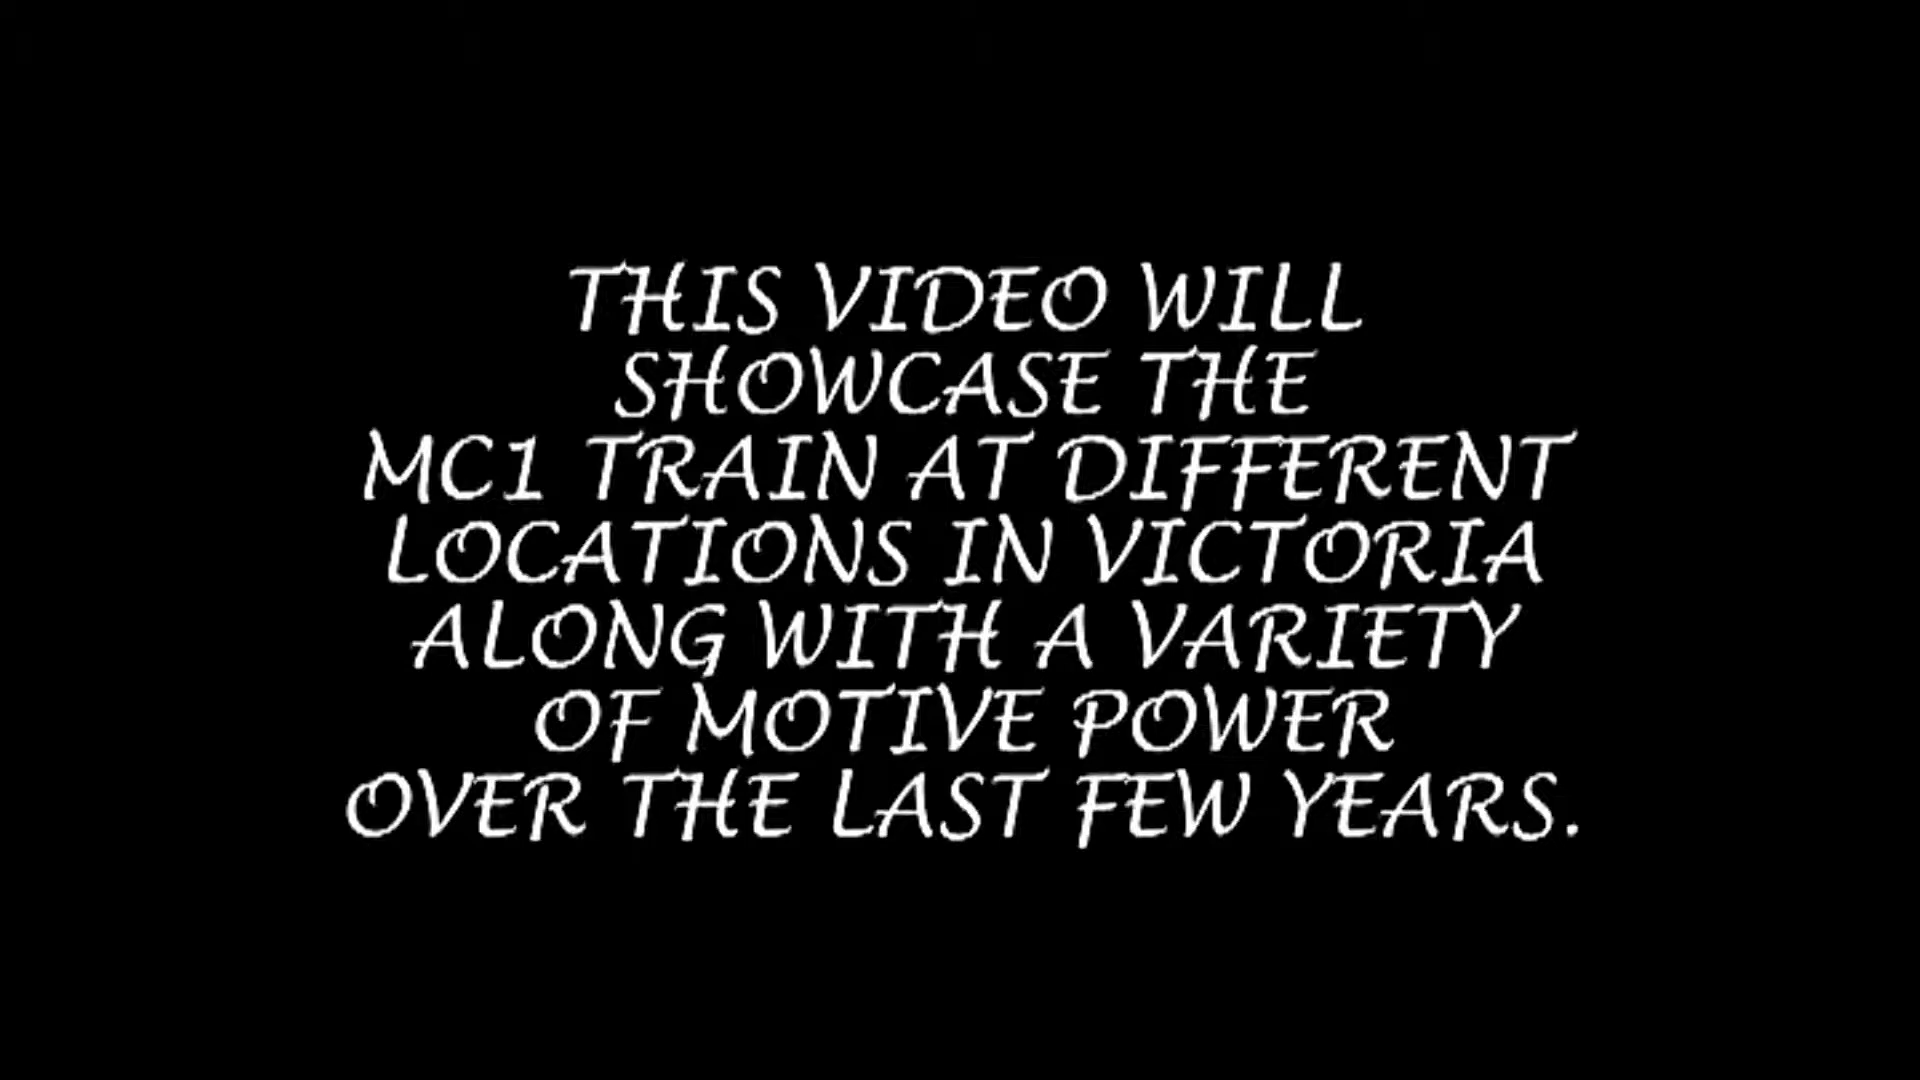 THIS VIDEO WILL
SHOWCASE THE
MC1 TRAIN AT DIFFERENT
LOCATIONS IN VICTORIA
ALONG WITH A VARIETY
OF MOTIVE POWER
OVER THE LAST FEW YEARS.